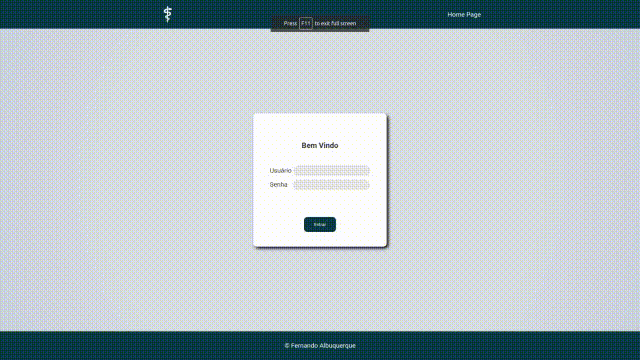 Home Page
Press F11 to exit full screen
Bem Vindo
Usuário
Senha
Entrar
© Fernando Albuquerque